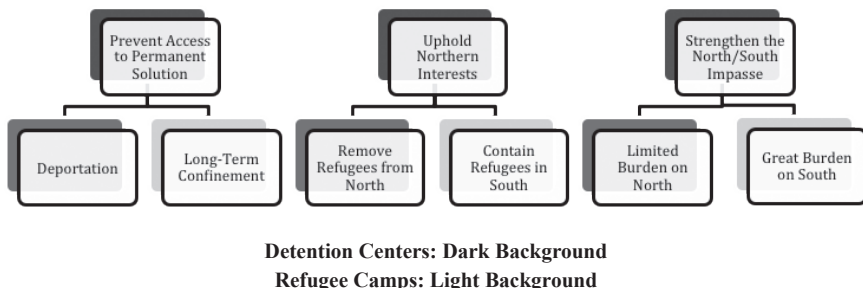 Prevent Access
to Permanent
Solution
Uphold
Northern
Interests
Strengthen the
North/South
Impasse
Deportation
Long-Term
Confinement
Remove
Refugees from
North
Contain
Refugees in
South
Limited
Burden on
North
Great Burden
on South
Detention Centers: Dark Background
Refugee Camps: Light Background